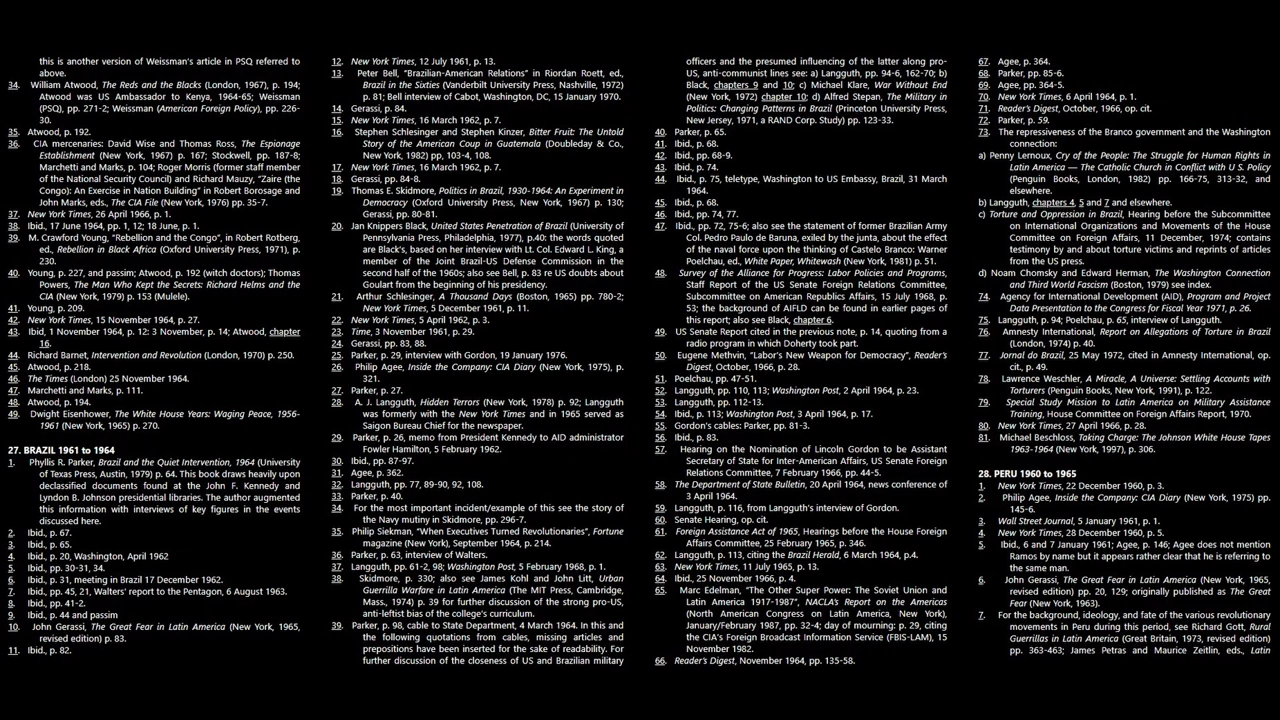 this is another version of Weissman's article in PSQ referred to
above.
34. William Atwood, The Reds and the Blacks (London, 1967), p. 194;
Atwood was US Ambassador to Kenya, 1964-65; Weissman
(PSQ), pp. 271-2; Weissman (American Foreign Policy), pp. 226-
30.
35. Atwood, p. 192.
36. CIA mercenaries: David Wise and Thomas Ross, The Espionage
Establishment (New York, 1967) p. 167; Stockwell, pp. 187-8;
Marchetti and Marks, p. 104; Roger Morris (former staff member
of the National Security Council) and Richard Mauzy, "Zaire (the
Congo): An Exercise in Nation Building" in Robert Borosage and
John Marks, eds., The CIA File (New York, 1976) pp. 35-7.
37. New York Times, 26 April 1966, p. 1.
38. Ibid., 17 June 1964, pp. 1, 12; 18 June, p. 1.
39. M. Crawford Young, "Rebellion and the Congo", in Robert Rotberg,
ed., Rebellion in Black Africa (Oxford University Press, 1971), p.
230.
40. Young, p. 227, and passim; Atwood, p. 192 (witch doctors); Thomas
Powers, The Man Who Kept the Secrets: Richard Helms and the
CIA (New York, 1979) p. 153 (Mulele).
41. Young, p. 209.
42. New York Times, 15 November 1964, p. 27.
43. Ibid, 1 November 1964, p. 12: 3 November, p. 14; Atwood, chapter
16.
44. Richard Barnet, Intervention and Revolution (London, 1970) p. 250.
45. Atwood, p. 218.
46. The Times (London) 25 November 1964.
47. Marchetti and Marks, p. 111.
48. Atwood, p. 194.
49. Dwight Eisenhower, The White House Years: Waging Peace, 1956-
1961 (New York, 1965) p. 270.
27. BRAZIL 1961 to 1964
1. Phyllis R. Parker, Brazil and the Quiet Intervention, 1964 (University
of Texas Press, Austin, 1979) p. 64. This book draws heavily upon
declassified documents found at the John F. Kennedy and
Lyndon B. Johnson presidential libraries. The author augmented
this information with interviews of key figures in the events
discussed here.
2. Ibid., p. 67.
3. Ibid., p. 65.
4. Ibid., p. 20, Washington, April 1962
5. Ibid., pp. 30-31, 34.
6. Ibid., p. 31, meeting in Brazil 17 December 1962.
7. Ibid., pp. 45, 21, Walters' report to the Pentagon, 6 August 1963.
8. Ibid., pp. 41-2.
9. Ibid., p. 44 and passim
10. John Gerassi, The Great Fear in Latin America (New York, 1965,
revised edition) p. 83.
11. Ibid., p. 82.
12. New York Times, 12 July 1961, p. 13.
13. Peter Bell, "Brazilian-American Relations" in Riordan Roett, ed.,
Brazil in the Sixties (Vanderbilt University Press, Nashville, 1972)
p. 81; Bell interview of Cabot, Washington, DC, 15 January 1970.
14. Gerassi, p. 84.
15. New York Times, 16 March 1962, p. 7.
16. Stephen Schlesinger and Stephen Kinzer, Bitter Fruit: The Untold
Story of the American Coup in Guatemala (Doubleday & Co.,
New York, 1982) pp, 103-4, 108.
17. New York Times, 16 March 1962, p. 7.
18. Gerassi, pp. 84-8.
19. Thomas E. Skidmore, Politics in Brazil, 1930-1964: An Experiment in
Democracy (Oxford University Press, New York, 1967) p. 130;
Gerassi, pp. 80-81.
20. Jan Knippers Black, United States Penetration of Brazil (University of
Pennsylvania Press, Philadelphia, 1977), p.40: the words quoted
are Black's, based on her interview with Lt. Col. Edward L. King, a
member of the Joint Brazil-US Defense Commission in the
second half of the 1960s; also see Bell, p. 83 re US doubts about
Goulart from the beginning of his presidency.
21. Arthur Schlesinger, A Thousand Days (Boston, 1965) pp. 780-2;
New York Times, 5 December 1961, p. 11.
22. New York Times, 5 April 1962, p. 3.
23. Time, 3 November 1961, p. 29.
24. Gerassi, pp. 83, 88.
25. Parker, p. 29, interview with Gordon, 19 January 1976.
26. Philip Agee, Inside the Company: CIA Diary (New York, 1975), p.
321.
27. Parker, p. 27.
28. A. J. Langguth, Hidden Terrors (New York, 1978) p. 92; Langguth
was formerly with the New York Times and in 1965 served as
Saigon Bureau Chief for the newspaper.
29. Parker, p. 26, memo from President Kennedy to AID administrator
Fowler Hamilton, 5 February 1962.
30. Ibid., pp. 87-97.
31. Agee, p. 362.
32. Langguth, pp. 77, 89-90, 92, 108.
33. Parker, p. 40.
34. For the most important incident/example of this see the story of
the Navy mutiny in Skidmore, pp. 296-7.
35. Philip Siekman, "When Executives Turned Revolutionaries", Fortune
magazine (New York), September 1964, p. 214.
36. Parker, p. 63, interview of Walters.
37. Langguth, pp. 61-2, 98; Washington Post, 5 February 1968, p. 1.
38. Skidmore, p. 330; also see James Kohl and John Litt, Urban
Guerrilla Warfare in Latin America (The MIT Press, Cambridge,
Mass., 1974) p. 39 for further discussion of the strong pro-US,
anti-leftist bias of the college's curriculum.
39. Parker, p. 98, cable to State Department, 4 March 1964. In this and
the following quotations from cables, missing articles and
prepositions have been inserted for the sake of readability. For
further discussion of the closeness of US and Brazilian military
officers and the presumed influencing of the latter along pro-
US, anti-communist lines see: a) Langguth, pp. 94-6, 162-70; b)
Black, chapters 9 and 10; c) Michael Klare, War Without End
(New York, 1972) chapter 10; d) Alfred Stepan, The Military in
Politics: Changing Patterns in Brazil (Princeton University Press,
New Jersey, 1971, a RAND Corp. Study) pp. 123-33.
40. Parker, p. 65.
41. Ibid., p. 68.
42. Ibid., pp. 68-9.
43. Ibid., p. 74.
44. Ibid., p. 75, teletype, Washington to US Embassy, Brazil, 31 March
1964.
45. Ibid., p. 68.
46. Ibid., pp. 74, 77.
47. Ibid., pp. 72, 75-6; also see the statement of former Brazilian Army
Col. Pedro Paulo de Baruna, exiled by the junta, about the effect
of the naval force upon the thinking of Castelo Branco: Warner
Poelchau, ed., White Paper, Whitewash (New York, 1981) p. 51.
48. Survey of the Alliance for Progress: Labor Policies and Programs,
Staff Report of the US Senate Foreign Relations Committee,
Subcommittee on American Republics Affairs, 15 July 1968, p.
53; the background of AIFLD can be found in earlier pages of
this report; also see Black, chapter 6.
49. US Senate Report cited in the previous note, p. 14, quoting from a
radio program in which Doherty took part.
50. Eugene Methvin, "Labor's New Weapon for Democracy", Reader's
Digest, October, 1966, p. 28.
51. Poelchau, pp. 47-51.
52. Langguth, pp. 110, 113; Washington Post, 2 April 1964, p. 23.
53. Langguth, pp. 112-13.
54. Ibid., p. 113; Washington Post, 3 April 1964, p. 17.
55. Gordon's cables: Parker, pp. 81-3.
56. Ibid, p. 83.
57. Hearing on the Nomination of Lincoln Gordon to be Assistant
Secretary of State for Inter-American Affairs, US Senate Foreign
Relations Committee, 7 February 1966, pp. 44-5.
58. The Department of State Bulletin, 20 April 1964, news conference of
3 April 1964.
59. Langguth, p. 116, from Langguth's interview of Gordon.
60. Senate Hearing, op. cit.
61. Foreign Assistance Act of 1965, Hearings before the House Foreign
Affairs Committee, 25 February 1965, p. 346.
62. Langguth, p. 113, citing the Brazil Herald, 6 March 1964, p.4.
63. New York Times, 11 July 1965, p. 13.
64. Ibid, 25 November 1966, p. 4.
65. Marc Edelman, "The Other Super Power: The Soviet Union and
Latin America 1917-1987", NACLA's Report on the Americas
(North American Congress on Latin America, New York),
January/February 1987, pp. 32-4; day of mourning: p. 29, citing
the CIA's Foreign Broadcast Information Service (FBIS-LAM), 15
November 1982.
66. Reader's Digest, November 1964, pp. 135-58.
67. Agee, p. 364.
68. Parker, pp. 85-6.
69. Agee, pp. 364-5.
70. New York Times, 6 April 1964, p. 1.
71. Reader's Digest, October, 1966, op. cit.
72. Parker, p. 59.
73. The repressiveness of the Branco government and the Washington
connection:
a) Penny Lernoux, Cry of the People: The Struggle for Human Rights in
Latin America — The Catholic Church in Conflict with U. S. Policy
(Penguin Books, London, 1982) pp. 166-75, 313-32, and
elsewhere.
b) Langguth, chapters 4, 5 and 7 and elsewhere.
c) Torture and Oppression in Brazil, Hearing before the Subcommittee
on International Organizations and Movements of the House
Committee on Foreign Affairs, 11 December, 1974; contains
testimony by and about torture victims and reprints of articles
from the US press.
d) Noam Chomsky and Edward Herman, The Washington Connection
and Third World Fascism (Boston, 1979) see index.
74. Agency for International Development (AID), Program and Project
Data Presentation to the Congress for Fiscal Year 1971, p. 26.
75. Langguth, p. 94; Poelchau, p. 65, interview of Langguth.
76. Amnesty International, Report on Allegations of Torture in Brazil
(London, 1974) p. 40.
77. Jornal do Brazil, 25 May 1972, cited in Amnesty International, op.
cit., p. 49.
78. Lawrence Weschler, A Miracle, A Universe: Settling Accounts with
Torturers (Penguin Books, New York, 1991) p. 122.
79. Special Study Mission to Latin America on Military Assistance
Training, House Committee on Foreign Affairs Report, 1970.
80. New York Times, 27 April 1966, p. 28.
81. Michael Beschloss, Taking Charge: The Johnson White House Tapes
1963-1964 (New York, 1997), p. 306.
28. PERU 1960 to 1965
1. New York Times, 22 December 1960, p. 3.
2. Philip Agee, Inside the Company: CIA Diary (New York, 1975) pp.
145-6.
3. Wall Street Journal, 5 January 1961, p. 1.
4. New York Times, 28 December 1960, p. 5.
5. Ibid., 6 and 7 January 1961; Agee, p. 146; Agee does not mention
Ramos by name but it appears rather clear that he is referring to
the same man.
6. John Gerassi, The Great Fear in Latin America (New York, 1965,
revised edition) pp. 20, 129; originally published as The Great
Fear (New York, 1963).
7. For the background, ideology, and fate of the various revolutionary
movements in Peru during this period, see Richard Gott, Rural
Guerrillas in Latin America (Great Britain, 1973, revised edition)
pp. 363-463; James Petras and Maurice Zeitlin, eds., Latin